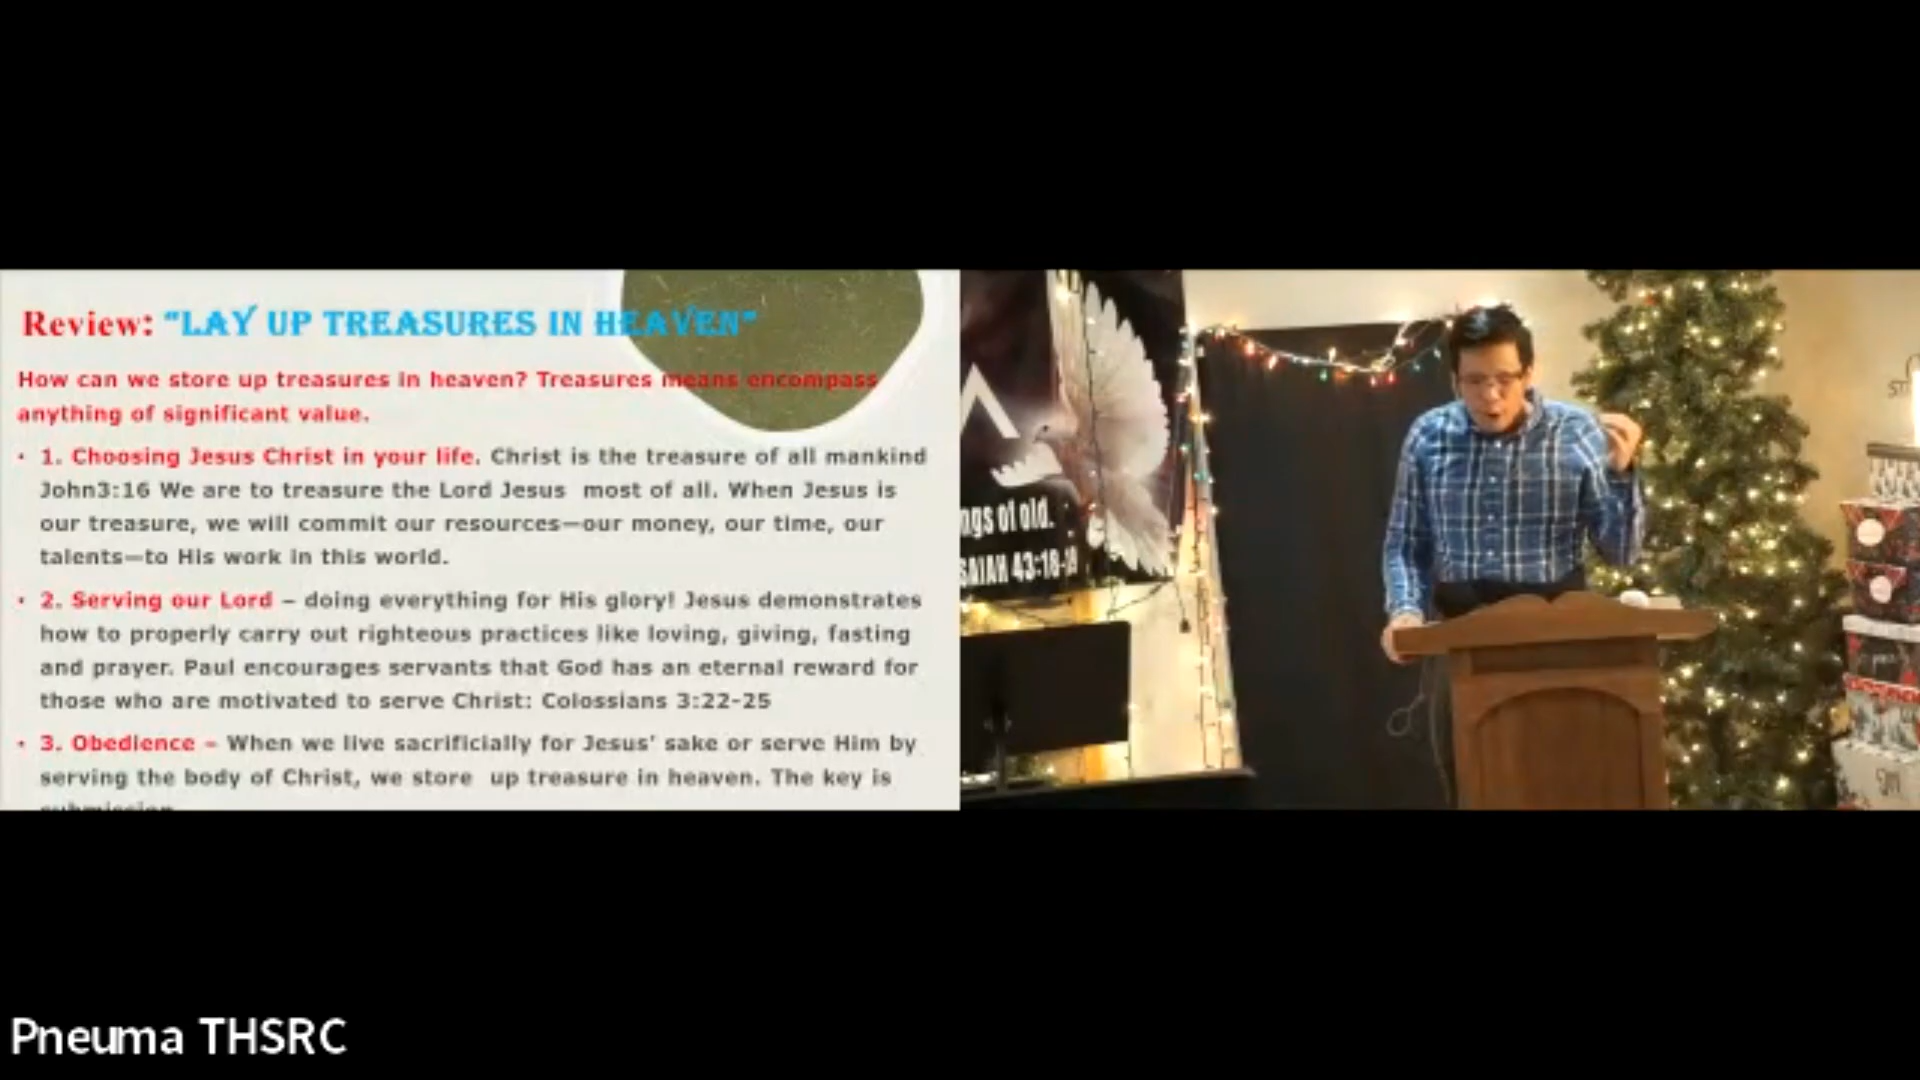 Review: "LAY UP TREASURES IN HEAVEN"
How can we store up treasures in heaven? Treasures means encompass
anything of significant value.
• 1. Choosing Jesus Christ in your life. Christ is the treasure of all mankind
John3:16 We are to treasure the Lord Jesus most of all. When Jesus is
our treasure, we will commit our resources—our money, our time, our
talents—to His work in this world.
• 2. Serving our Lord – doing everything for His glory! Jesus demonstrates
how to properly carry out righteous practices like loving, giving, fasting
and prayer. Paul encourages servants that God has an eternal reward for
those who are motivated to serve Christ: Colossians 3:22-25
• 3. Obedience – When we live sacrificially for Jesus' sake or serve Him by
serving the body of Christ, we store up treasure in heaven. The key is
submission
ngs of old.
SAIAH 43:18-19
Pneuma THSRC